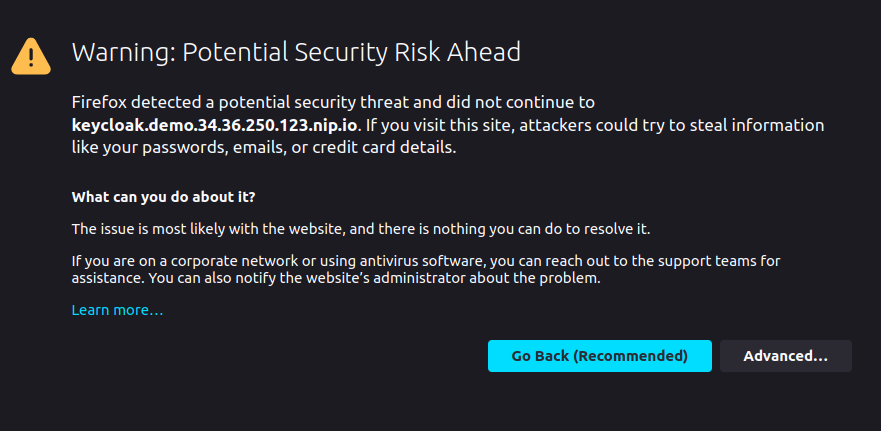 Warning: Potential Security Risk Ahead
Firefox detected a potential security threat and did not continue to
keycloak.demo.34.36.250.123.nip.io. If you visit this site, attackers could try to steal information
like your passwords, emails, or credit card details.
What can you do about it?
The issue is most likely with the website, and there is nothing you can do to resolve it.
If you are on a corporate network or using antivirus software, you can reach out to the support teams for
assistance. You can also notify the website’s administrator about the problem.
Learn more…
Go Back (Recommended)
Advanced…